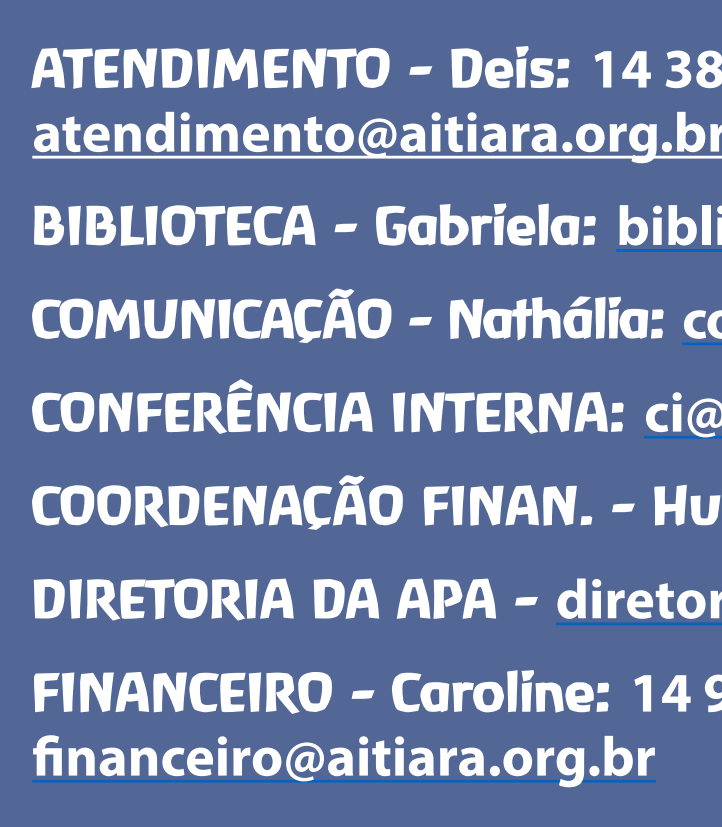 ATENDIMENTO - Deis: 14 38
atendimento@aitiara.org.br
BIBLIOTECA - Gabriela: bibli
COMUNICAÇÃO - Nathália: co
CONFERÊNCIA INTERNA: ci@
COORDENAÇÃO FINAN. - Hu
DIRETORIA DA APA - diretor
FINANCEIRO - Caroline: 14 9
financeiro@aitiara.org.br